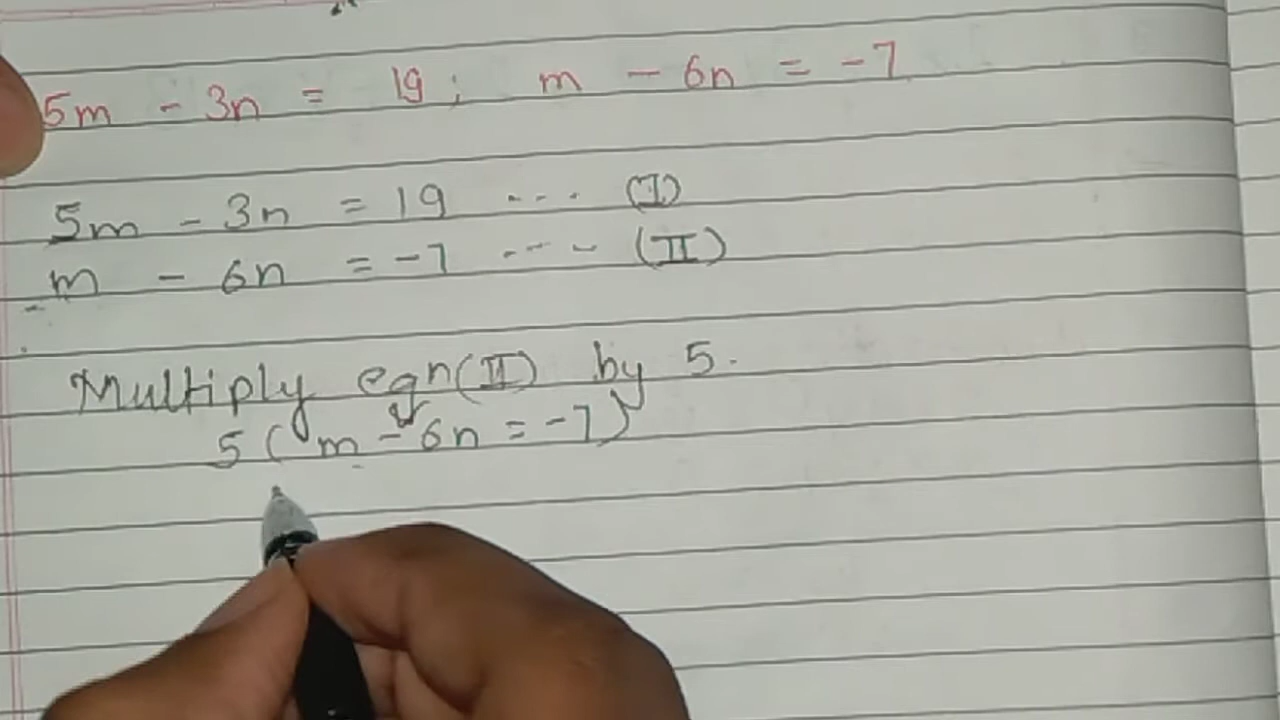 5m - 3n = 19; m - 6n = -7
5m - 3n = 19 --- (I)
m - 6n = -7 --- (II)
Multiply eqn(II) by 5.
5( m - 6n = -7)